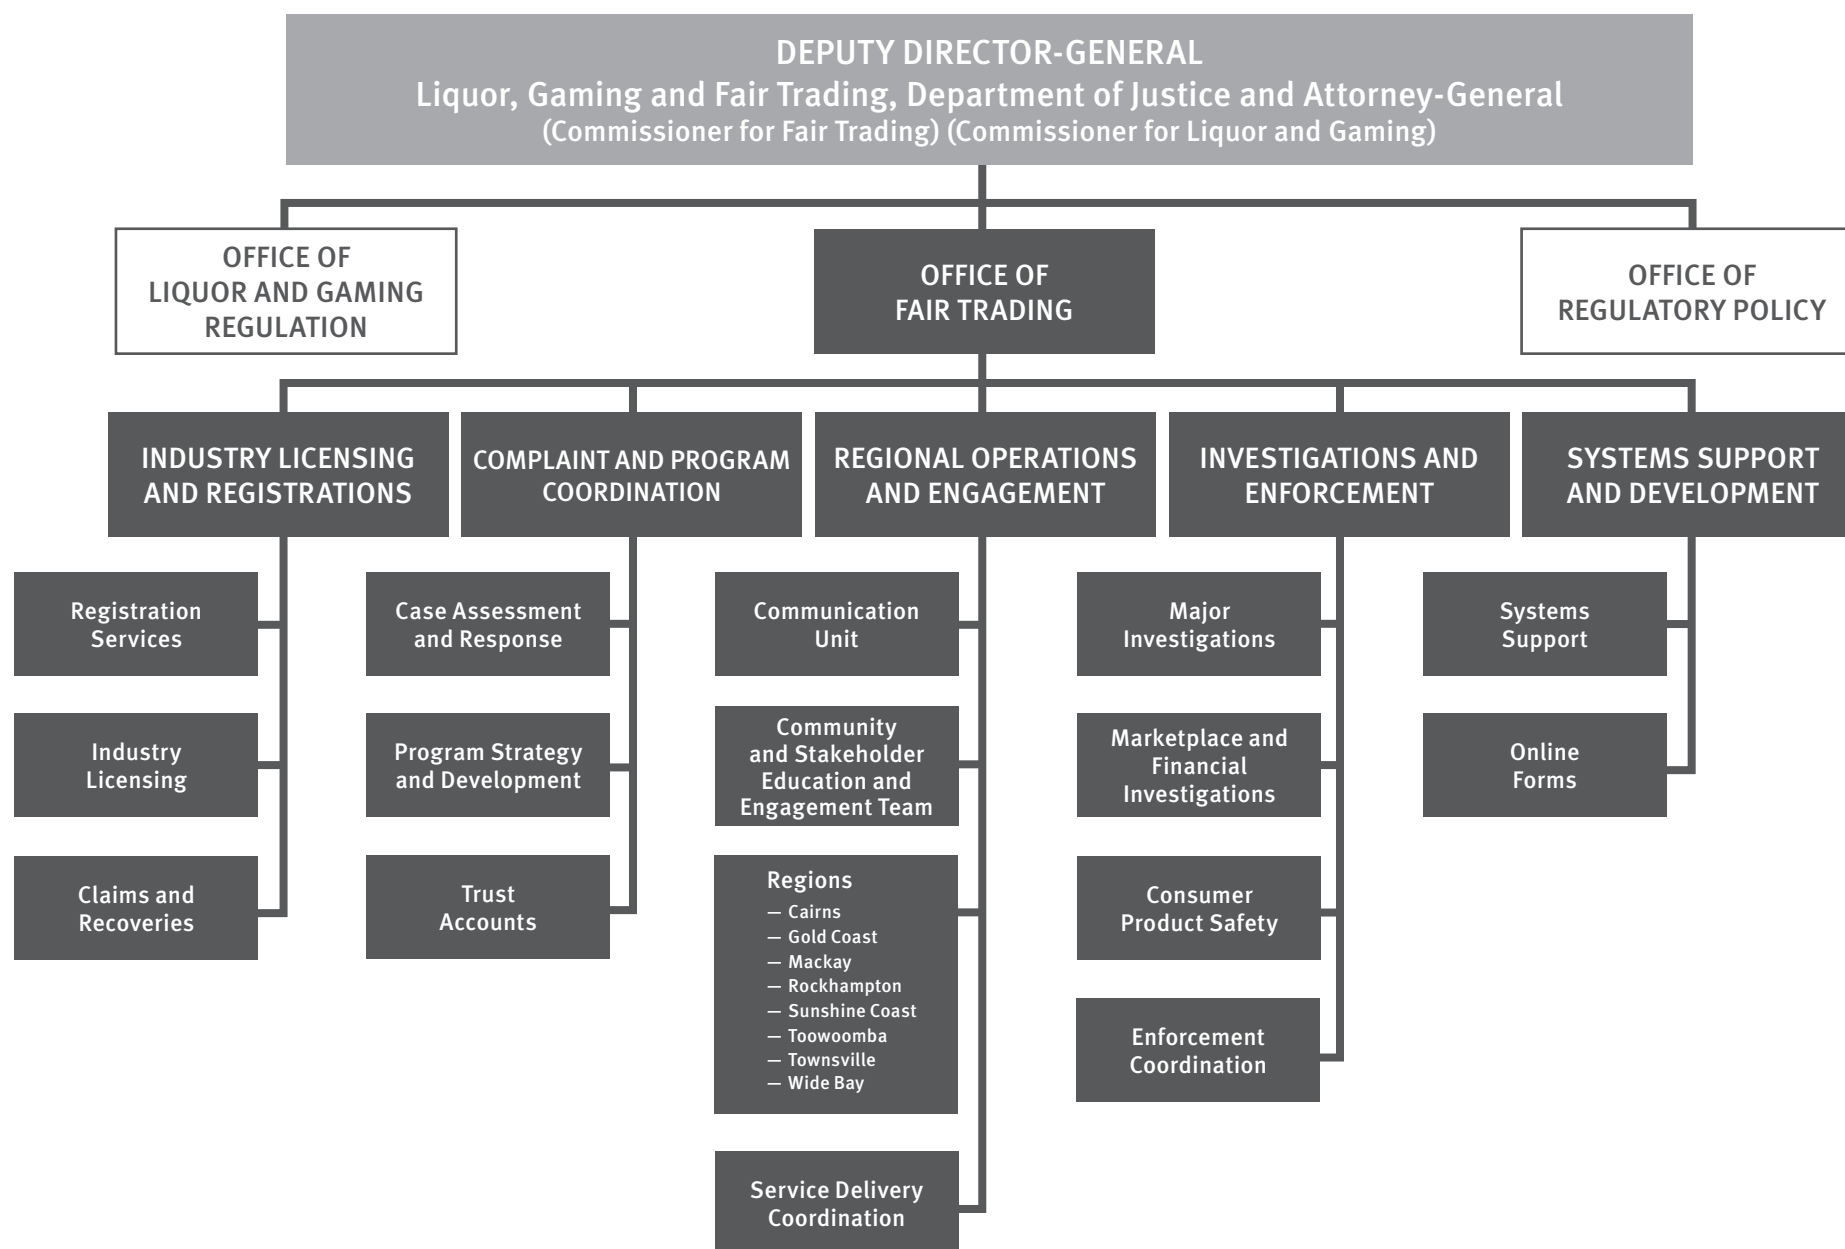 DEPUTY DIRECTOR-GENERAL
Liquor, Gaming and Fair Trading, Department of Justice and Attorney-General
(Commissioner for Fair Trading) (Commissioner for Liquor and Gaming)
OFFICE OF
LIQUOR AND GAMING
REGULATION
OFFICE OF
FAIR TRADING
OFFICE OF
REGULATORY POLICY
INDUSTRY LICENSING
AND REGISTRATIONS
COMPLAINT AND PROGRAM
COORDINATION
REGIONAL OPERATIONS
AND ENGAGEMENT
INVESTIGATIONS AND
ENFORCEMENT
SYSTEMS SUPPORT
AND DEVELOPMENT
Registration
Services
Industry
Licensing
Claims and
Recoveries
Case Assessment
and Response
Program Strategy
and Development
Trust
Accounts
Communication
Unit
Community
and Stakeholder
Education and
Engagement Team
Regions
— Cairns
— Gold Coast
— Mackay
— Rockhampton
— Sunshine Coast
— Toowoomba
— Townsville
— Wide Bay
Service Delivery
Coordination
Major
Investigations
Marketplace and
Financial
Investigations
Consumer
Product Safety
Enforcement
Coordination
Systems
Support
Online
Forms